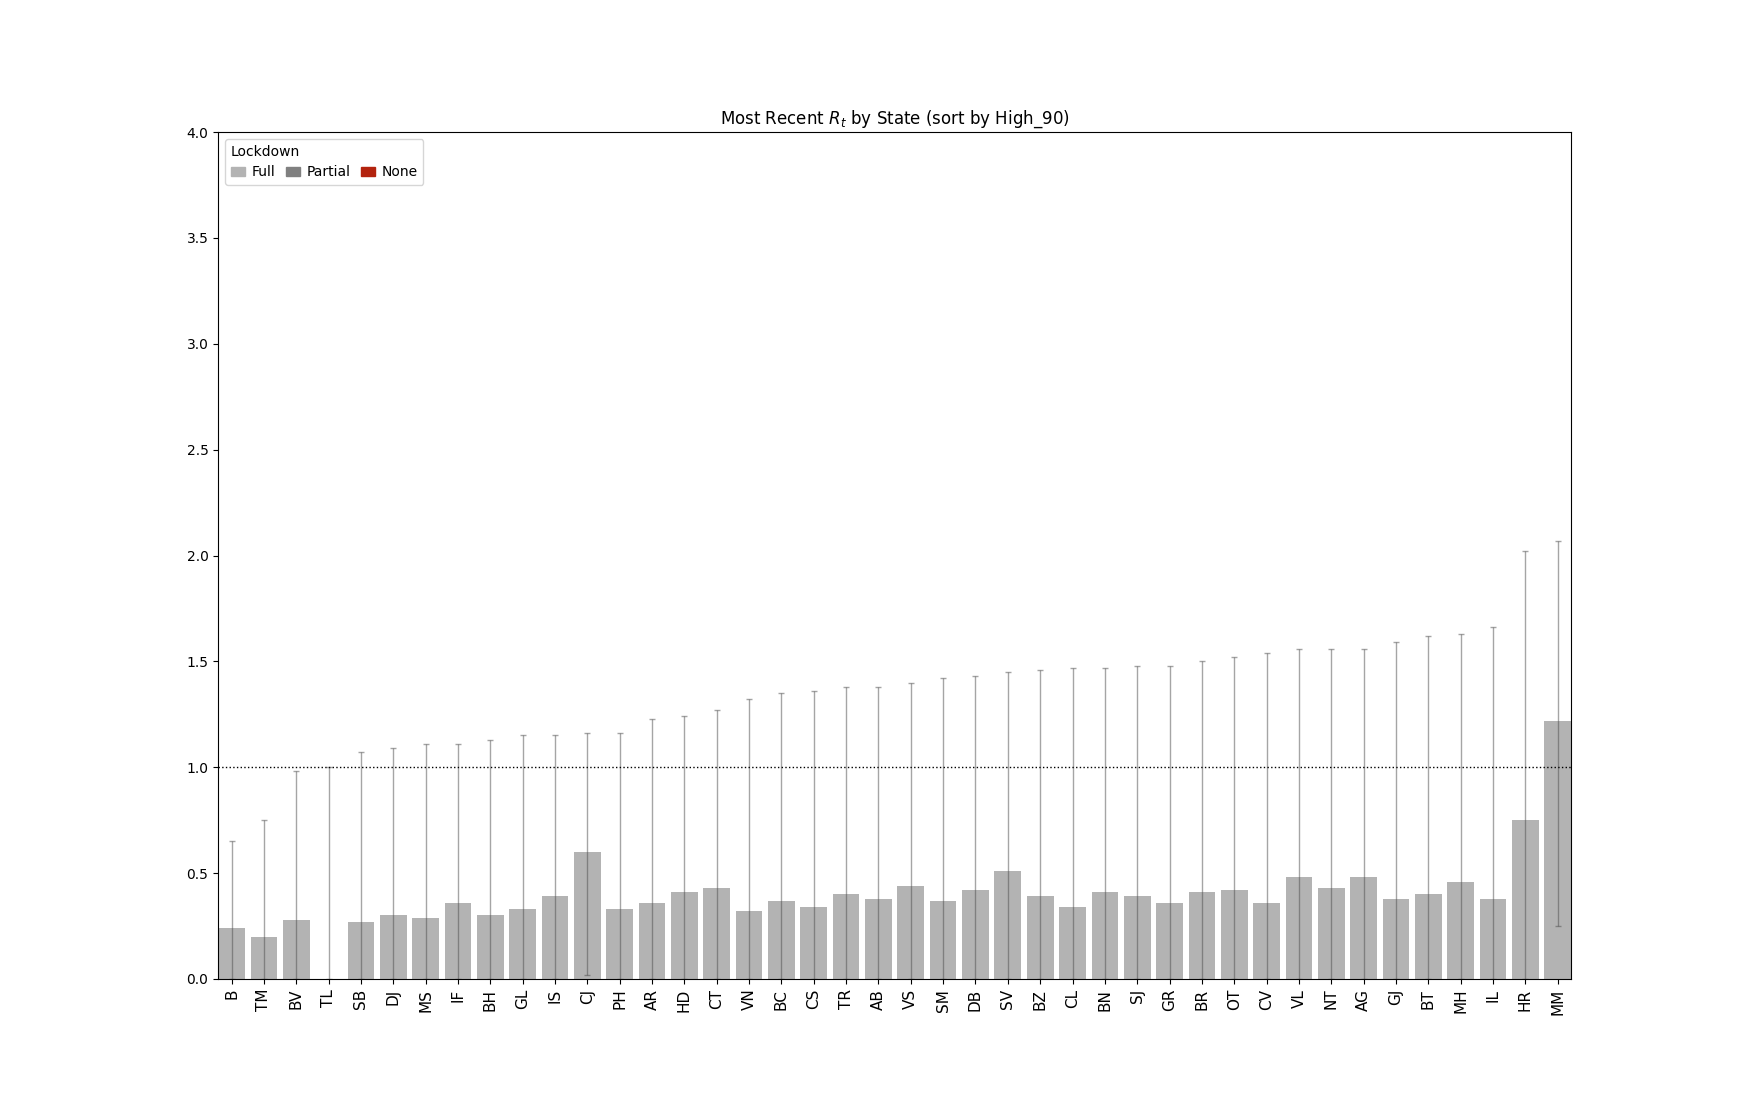 Most Recent R_t by State (sort by High_90)
Lockdown
Full Partial None
4.0
3.5
3.0
2.5
2.0
1.5
1.0
0.5
0.0
B TM BV TL SB DJ MS IF BH GL IS CJ PH AR HD CT VN BC CS TR AB VS SM DB SV BZ CL BN SJ GR BR OT CV VL NT AG GJ BT MH IL HR MM